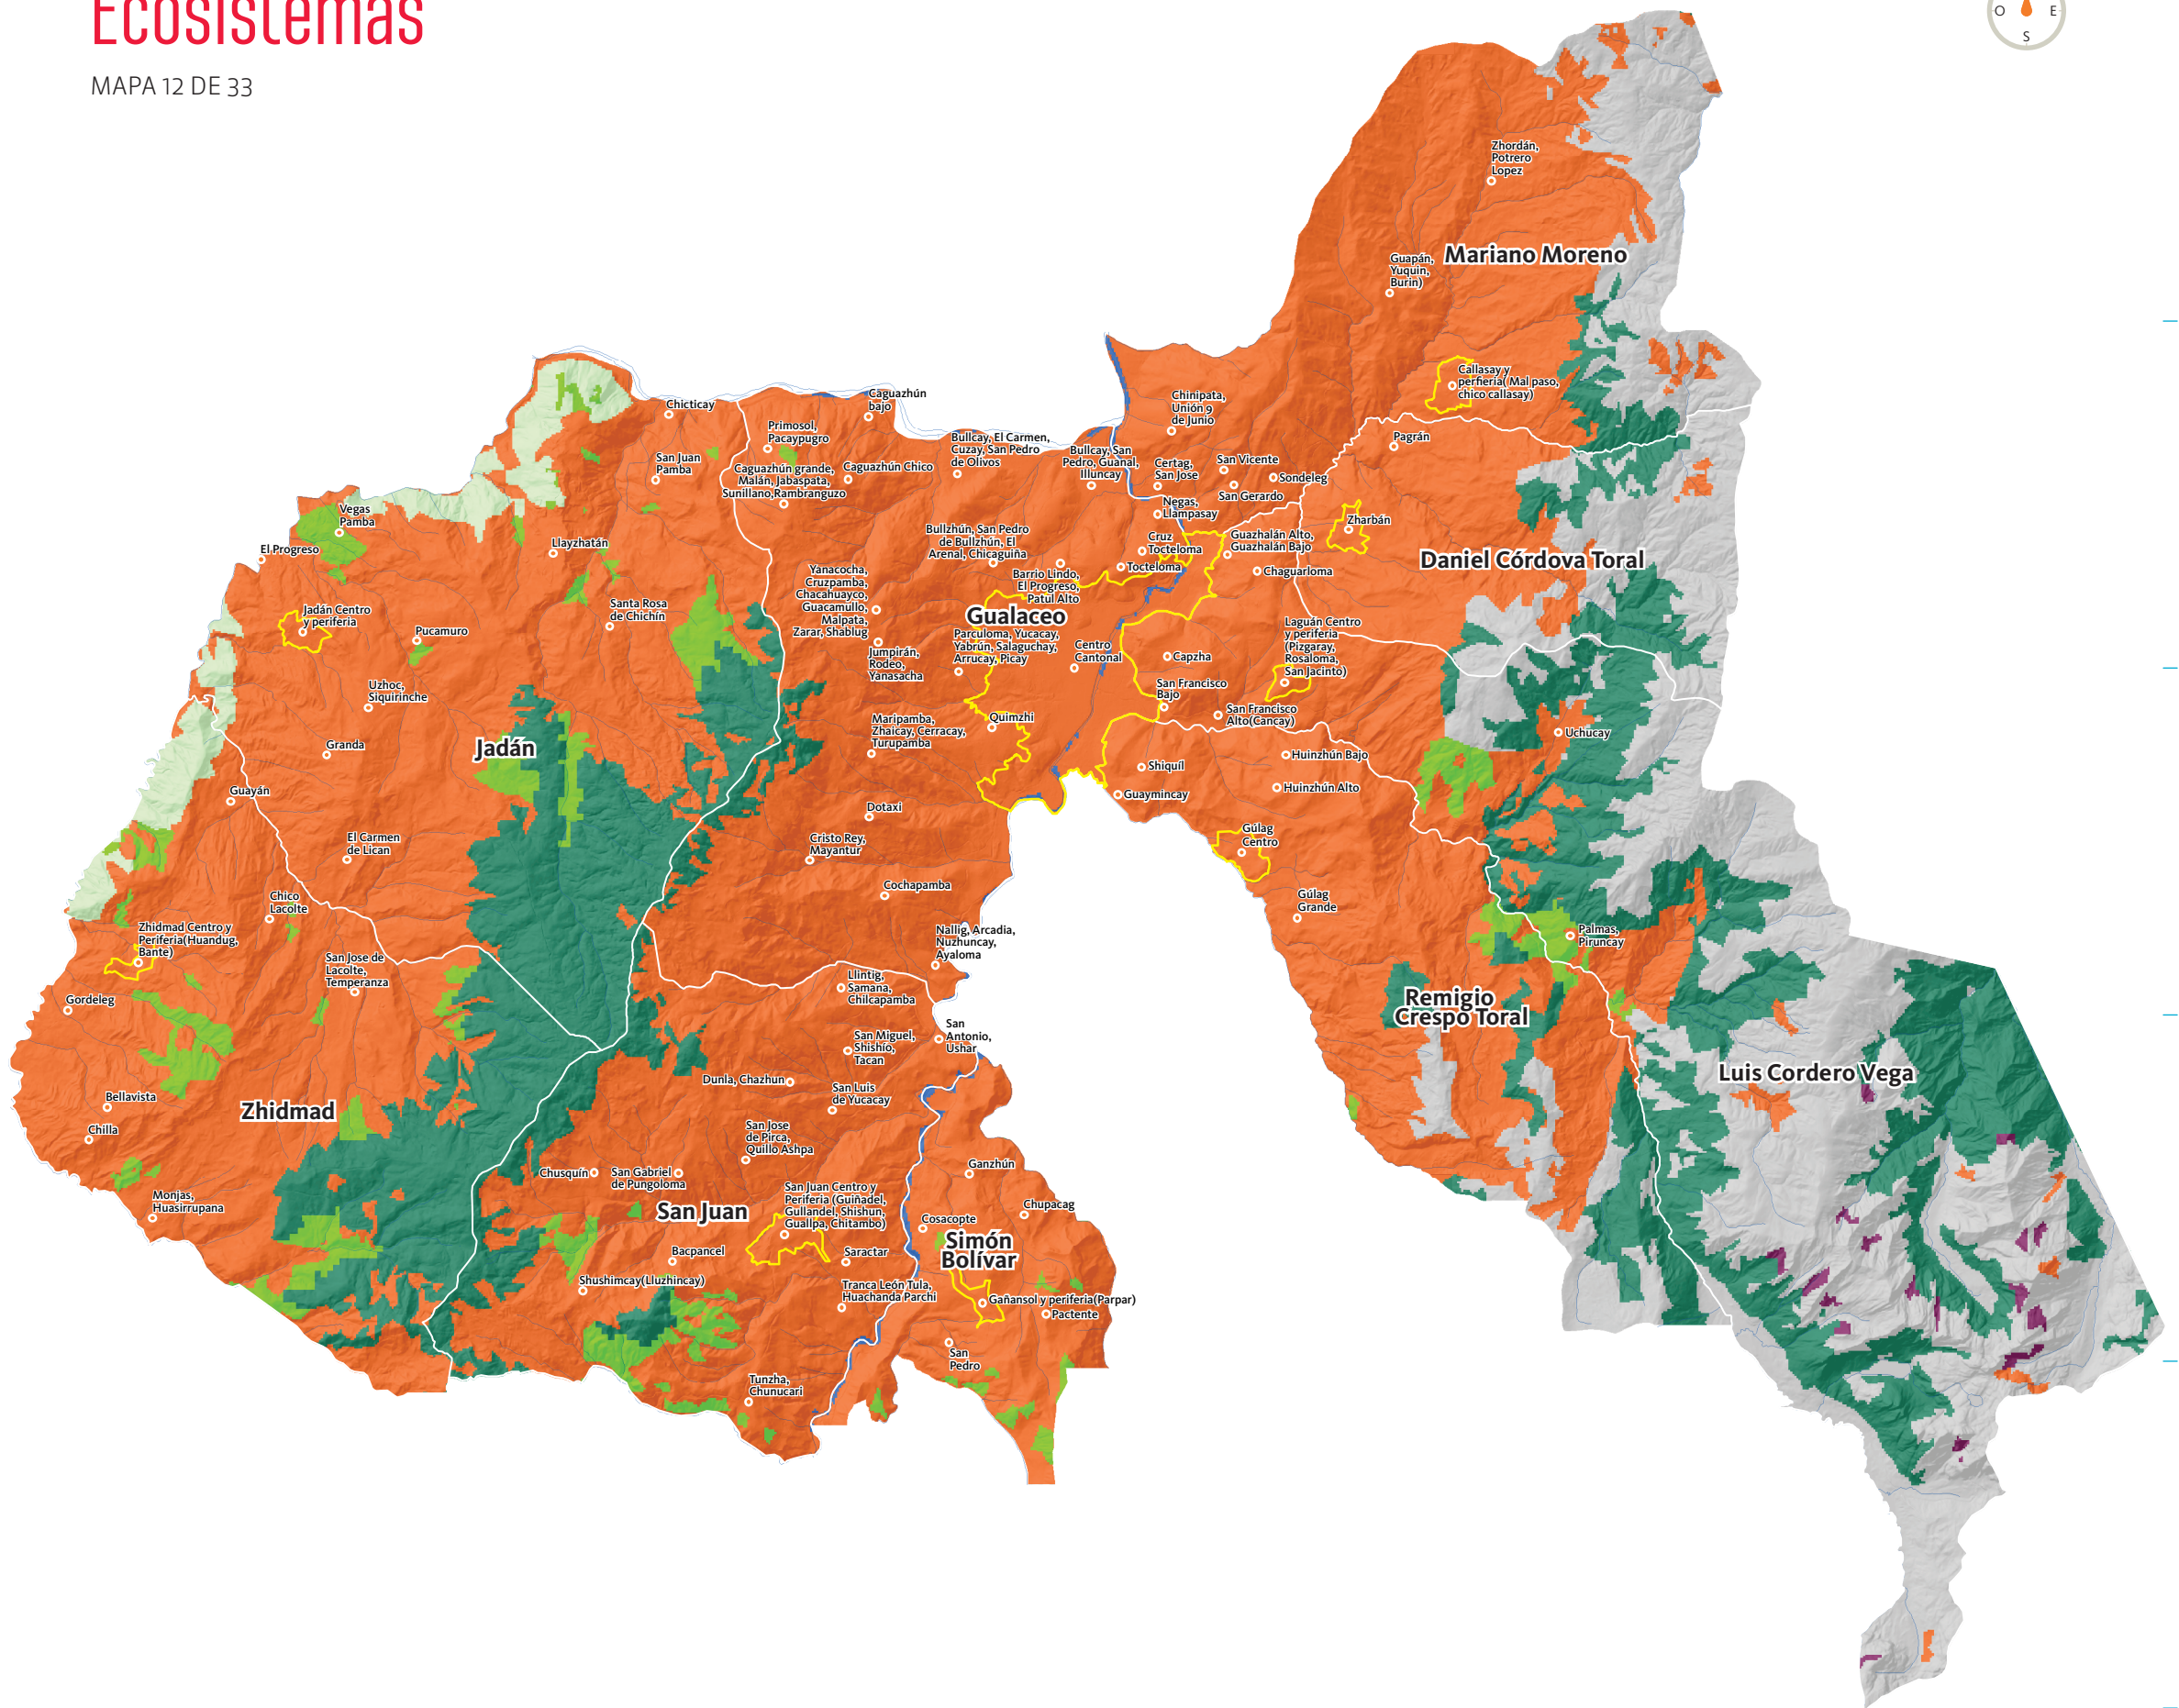 Ecosistemas
MAPA 12 DE 33
O
E
S
Zhordán,
Potrero
Lopez
Mariano Moreno
Guapán,
Yuquin,
Burin)
Callasay y
perfieria( Mal paso,
chico callasay)
Chicticay
Caguazhún
bajo
Primosol,
Pacaypugro
San Juan
Pamba
Caguazhún grande,
Malán, Jabaspata,
Sunillano,Rambranguzo
Caguazhún Chico
Bullcay, El Carmen,
Cuzay, San Pedro
de Olivos
Bullcay, San
Pedro, Guanal,
Illuncay
Chinipata,
Unión 9
de Junio
Certag,
San Jose
San Vicente
Sondeleg
San Gerardo
Pagrán
Negas,
Llampasay
Zharbán
Daniel Córdova Toral
Vegas
Pamba
El Progreso
Llayzhatán
Bullzhún, San Pedro
de Bullzhún, El
Arenal, Chicaguiña
Cruz
Tocteloma
Tocteloma
Guazhalán Alto,
Guazhalán Bajo
Chaguarloma
Yanacocha,
Cruzpamba,
Chacahuayco,
Guacamullo,
Malpata,
Zarar, Shablug
Barrio Lindo,
El Progreso,
Patul Alto
Gualaceo
Jadán Centro
y periferia
Pucamuro
Santa Rosa
de Chichín
Jumpirán,
Rodeo,
Yanasacha
Parculoma, Yucacay,
Yabrún, Salaguchay,
Arrucay, Picay
Centro
Cantonal
Capzha
Laguán Centro
y periferia
(Pizgaray,
Rosaloma,
San Jacinto)
San Francisco
Bajo
San Francisco
Alto(Cancay)
Uzhoc,
Siquirinche
Granda
Jadán
Maripamba,
Zhaicay, Cerracay,
Turupamba
Quimzhi
Uchucay
Huinzhún Bajo
Shiquíl
Huinzhún Alto
Guaymincay
Guayán
Dotaxi
El Carmen
de Lican
Cristo Rey,
Mayantur
Gúlag
Centro
Cochapamba
Gúlag
Grande
Chico
Lacolte
Zhidmad Centro y
Periferia(Huandug,
Bante)
San Jose de
Lacolte,
Temperanza
Nallig, Arcadia,
Nuzhuncay,
Ayaloma
Palmas,
Piruncay
Gordeleg
Llintig,
Samana,
Chilcapamba
Remigio
Crespo Toral
San
Antonio,
Ushar
San Miguel,
Shishío,
Tacan
Luis Cordero Vega
Dunla, Chazhun
San Luis
de Yucacay
Bellavista
Zhidmad
Chilla
San Jose
de Pirca,
Quillo Ashpa
Chusquín
San Gabriel
de Pungoloma
Ganzhún
Monjas,
Huasirrupana
San Juan
San Juan Centro y
Periferia (Guiñadel,
Gullandel, Shishun,
Guallpa, Chitambo)
Chupacag
Cosacopte
Simón
Bolívar
Bacpancel
Saractar
Shushimcay(Lluzhincay)
Tranca León Tula,
Huachanda Parchi
Gañansol y periferia(Parpar)
Pactente
San
Pedro
Tunzha,
Chunucari